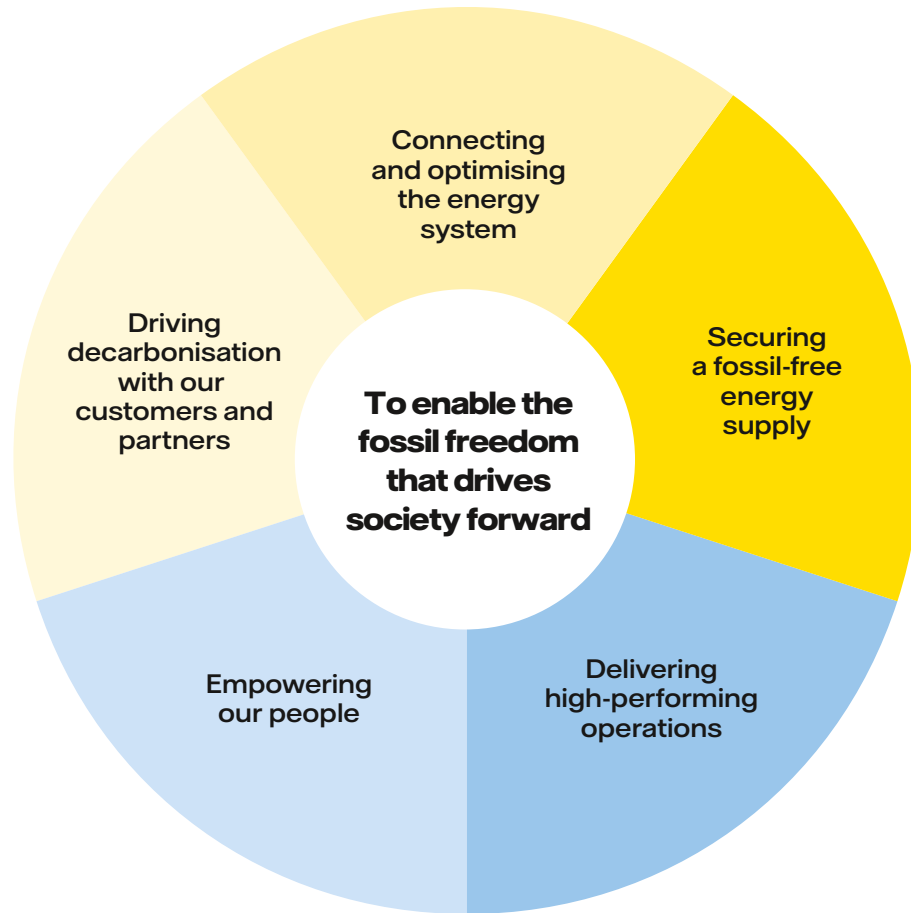 Connecting
and optimising
the energy
system
Securing
a fossil-free
energy
supply
Delivering
high-performing
operations
Empowering
our people
Driving
decarbonisation
with our
customers and
partners
To enable the
fossil freedom
that drives
society forward